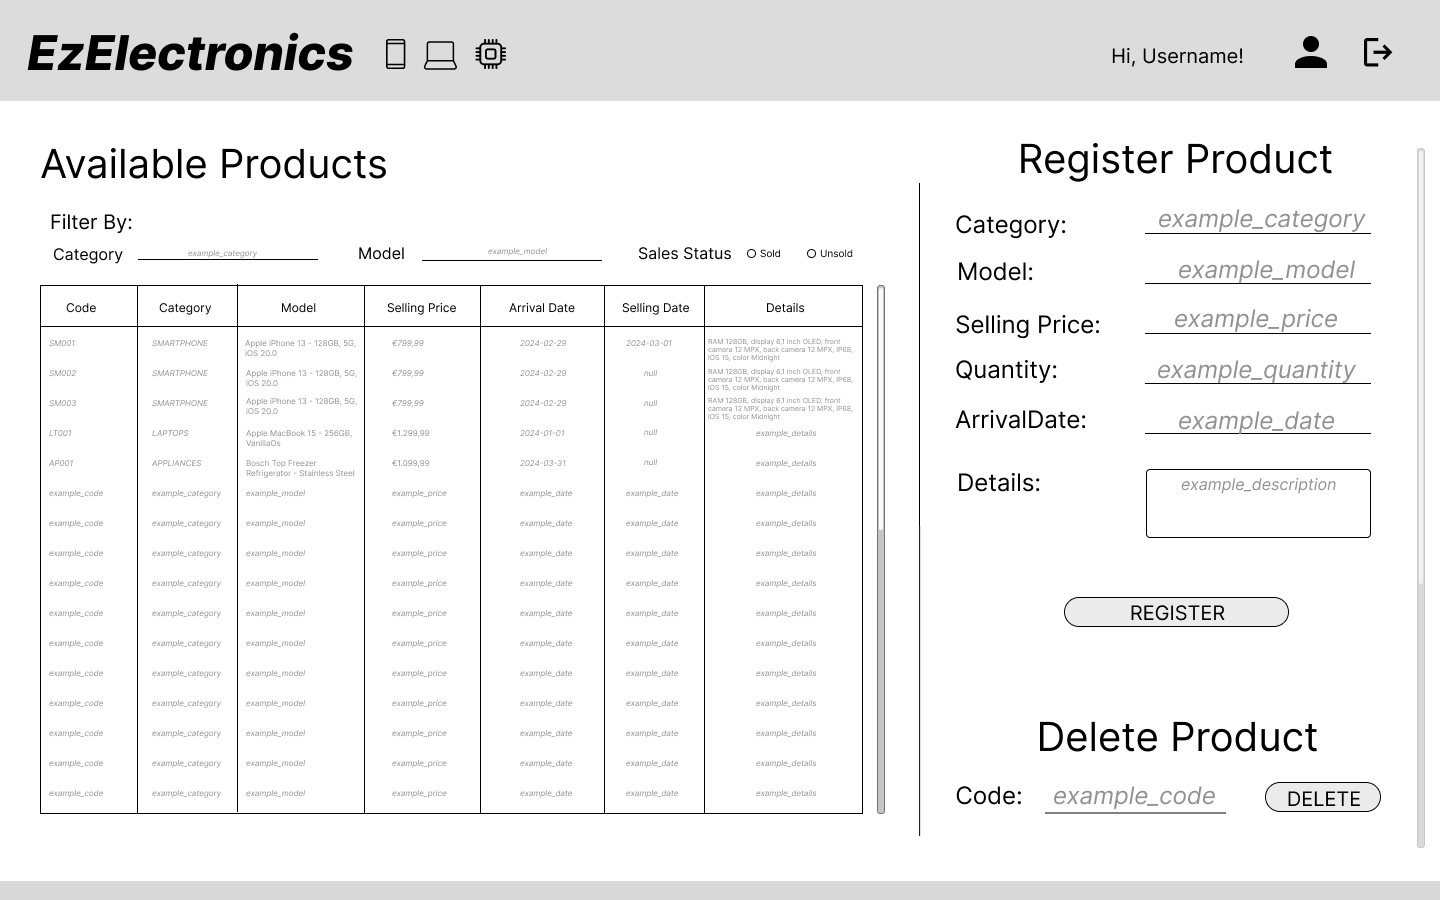 EzElectronics
Hi, Username!
Available Products
Filter By:
Category example_category Model example_model Sales Status Sold Unsold
Code Category Model Selling Price Arrival Date Selling Date Details
SM001 SMARTPHONE Apple iPhone 13 - 128GB, 5G, iOS 20.0 €799,99 2024-02-29 2024-03-01 RAM 128GB, display 6,1 inch OLED, front camera 12 MPX, back camera 12 MPX, IP68, iOS 15, color Midnight
SM002 SMARTPHONE Apple iPhone 13 - 128GB, 5G, iOS 20.0 €799,99 2024-02-29 null RAM 128GB, display 6,1 inch OLED, front camera 12 MPX, back camera 12 MPX, IP68, iOS 15, color Midnight
SM003 SMARTPHONE Apple iPhone 13 - 128GB, 5G, iOS 20.0 €799,99 2024-02-29 null RAM 128GB, display 6,1 inch OLED, front camera 12 MPX, back camera 12 MPX, IP68, iOS 15, color Midnight
LT001 LAPTOPS Apple MacBook 15 - 256GB, VanillaOs €1.299,99 2024-01-01 null example_details
AP001 APPLIANCES Bosch Top Freezer Refrigerator - Stainless Steel €1.099,99 2024-03-31 null example_details
example_code example_category example_model example_price example_date example_date example_details
example_code example_category example_model example_price example_date example_date example_details
example_code example_category example_model example_price example_date example_date example_details
example_code example_category example_model example_price example_date example_date example_details
example_code example_category example_model example_price example_date example_date example_details
example_code example_category example_model example_price example_date example_date example_details
example_code example_category example_model example_price example_date example_date example_details
example_code example_category example_model example_price example_date example_date example_details
example_code example_category example_model example_price example_date example_date example_details
example_code example_category example_model example_price example_date example_date example_details
example_code example_category example_model example_price example_date example_date example_details
Register Product
Category: example_category
Model: example_model
Selling Price: example_price
Quantity: example_quantity
ArrivalDate: example_date
Details: example_description
REGISTER
Delete Product
Code: example_code DELETE